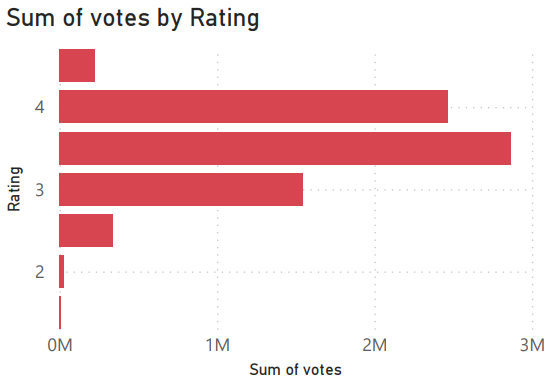 Sum of votes by Rating
4
3
2
Rating
0M 1M 2M 3M
Sum of votes